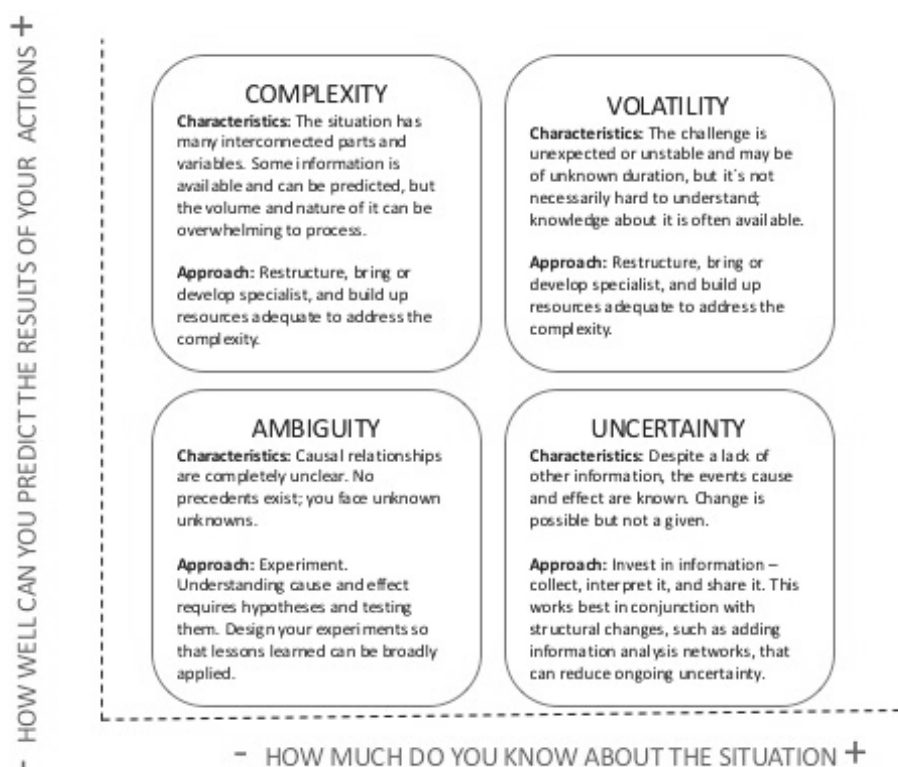 +
HOW WELL CAN YOU PREDICT THE RESULTS OF YOUR ACTIONS
-
COMPLEXITY
Characteristics: The situation has
many interconnected parts and
variables. Some information is
available and can be predicted, but
the volume and nature of it can be
overwhelming to process.
Approach: Restructure, bring or
develop specialist, and build up
resources adequate to address the
complexity.
VOLATILITY
Characteristics: The challenge is
unexpected or unstable and may be
of unknown duration, but it´s not
necessarily hard to understand;
knowledge about it is often available.
Approach: Restructure, bring or
develop specialist, and build up
resources adequate to address the
complexity.
AMBIGUITY
Characteristics: Causal relationships
are completely unclear. No
precedents exist; you face unknown
unknowns.
Approach: Experiment.
Understanding cause and effect
requires hypotheses and testing
them. Design your experiments so
that lessons learned can be broadly
applied.
UNCERTAINTY
Characteristics: Despite a lack of
other information, the events cause
and effect are known. Change is
possible but not a given.
Approach: Invest in information –
collect, interpret it, and share it. This
works best in conjunction with
structural changes, such as adding
information analysis networks, that
can reduce ongoing uncertainty.
- HOW MUCH DO YOU KNOW ABOUT THE SITUATION +